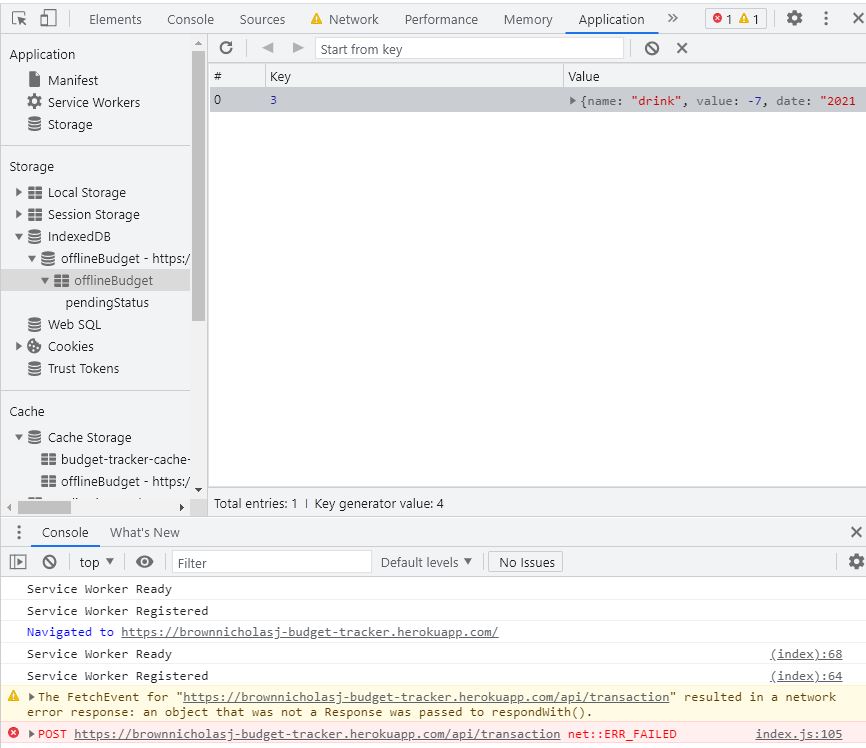 Elements Console Sources Network Performance Memory Application » 1 1
Application
Manifest
Service Workers
Storage
Storage
Local Storage
Session Storage
IndexedDB
offlineBudget - https:/
offlineBudget
pendingStatus
Web SQL
Cookies
Trust Tokens
Cache
Cache Storage
budget-tracker-cache-
offlineBudget - https:/
Start from key
# Key Value
0 3 {name: "drink", value: -7, date: "2021
Total entries: 1 | Key generator value: 4
Console What's New
top Filter Default levels No Issues
Service Worker Ready
Service Worker Registered
Navigated to https://brownnicholasj-budget-tracker.herokuapp.com/
Service Worker Ready (index):68
Service Worker Registered (index):64
The FetchEvent for "https://brownnicholasj-budget-tracker.herokuapp.com/api/transaction" resulted in a network
error response: an object that was not a Response was passed to respondWith().
POST https://brownnicholasj-budget-tracker.herokuapp.com/api/transaction net::ERR_FAILED index.js:105